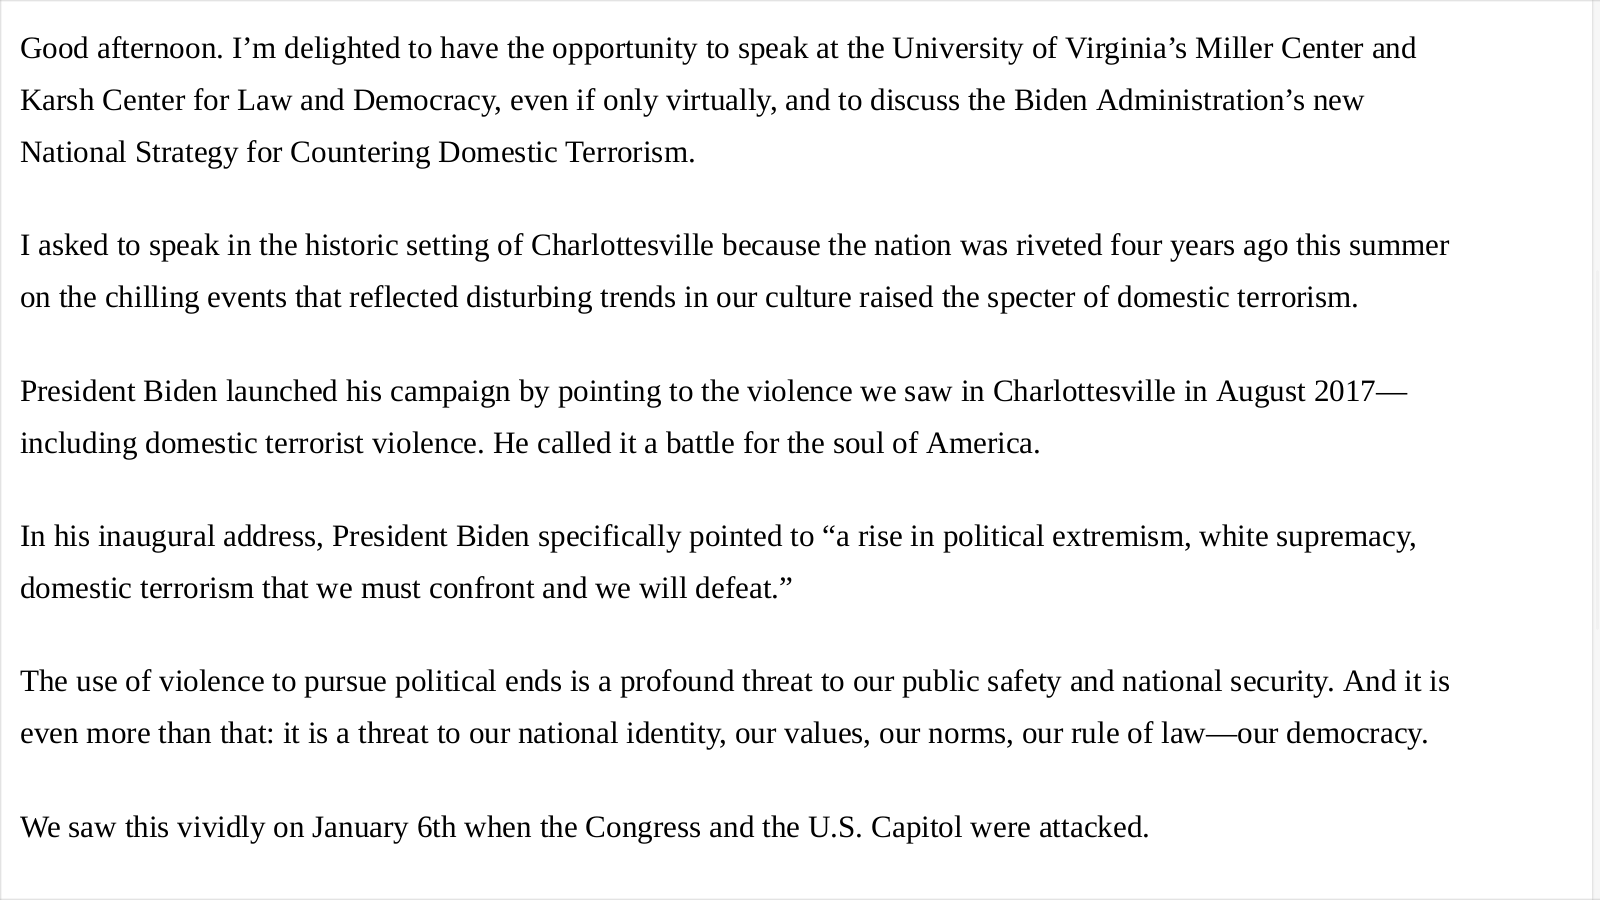 Good afternoon. I’m delighted to have the opportunity to speak at the University of Virginia’s Miller Center and
Karsh Center for Law and Democracy, even if only virtually, and to discuss the Biden Administration’s new
National Strategy for Countering Domestic Terrorism.
I asked to speak in the historic setting of Charlottesville because the nation was riveted four years ago this summer
on the chilling events that reflected disturbing trends in our culture raised the specter of domestic terrorism.
President Biden launched his campaign by pointing to the violence we saw in Charlottesville in August 2017—
including domestic terrorist violence. He called it a battle for the soul of America.
In his inaugural address, President Biden specifically pointed to “a rise in political extremism, white supremacy,
domestic terrorism that we must confront and we will defeat.”
The use of violence to pursue political ends is a profound threat to our public safety and national security. And it is
even more than that: it is a threat to our national identity, our values, our norms, our rule of law—our democracy.
We saw this vividly on January 6th when the Congress and the U.S. Capitol were attacked.